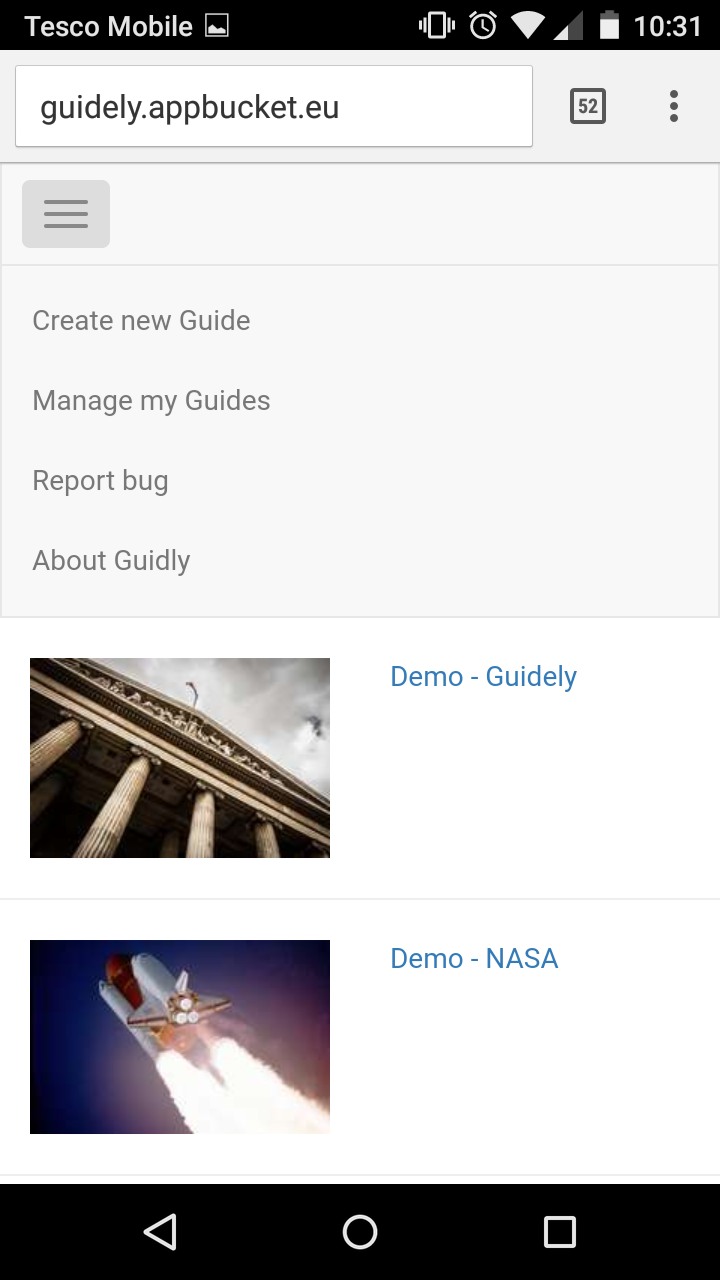 Tesco Mobile 10:31
guidely.appbucket.eu 52
Create new Guide
Manage my Guides
Report bug
About Guidly
Demo - Guidely
Demo - NASA